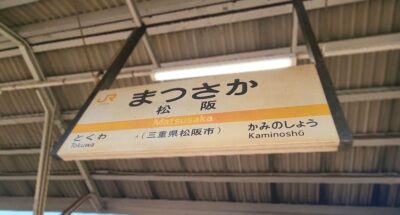 JR
まつさか
松阪
Matsusaka
(三重県松阪市)
とくわ
Tokuwa
かみのしょう
Kaminoshō